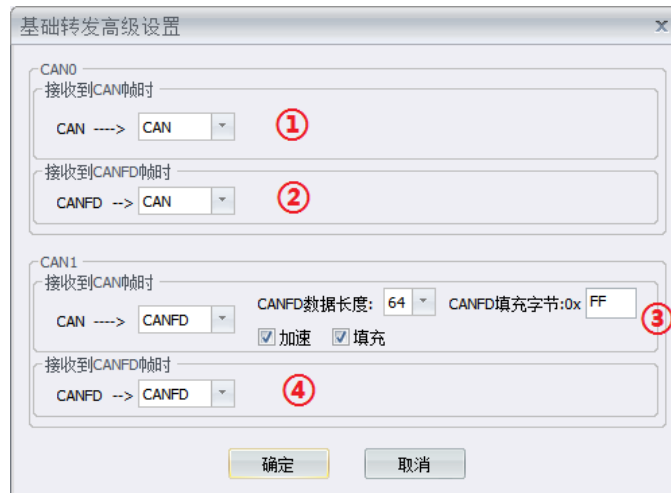 基础转发高级设置 x
CAN0
接收到CAN帧时
CAN ----> CAN ①
接收到CANFD帧时
CANFD --> CAN ②
CAN1
接收到CAN帧时
CAN ----> CANFD CANFD数据长度: 64 CANFD填充字节:0x FF ③
加速 填充
接收到CANFD帧时
CANFD --> CANFD ④
确定 取消